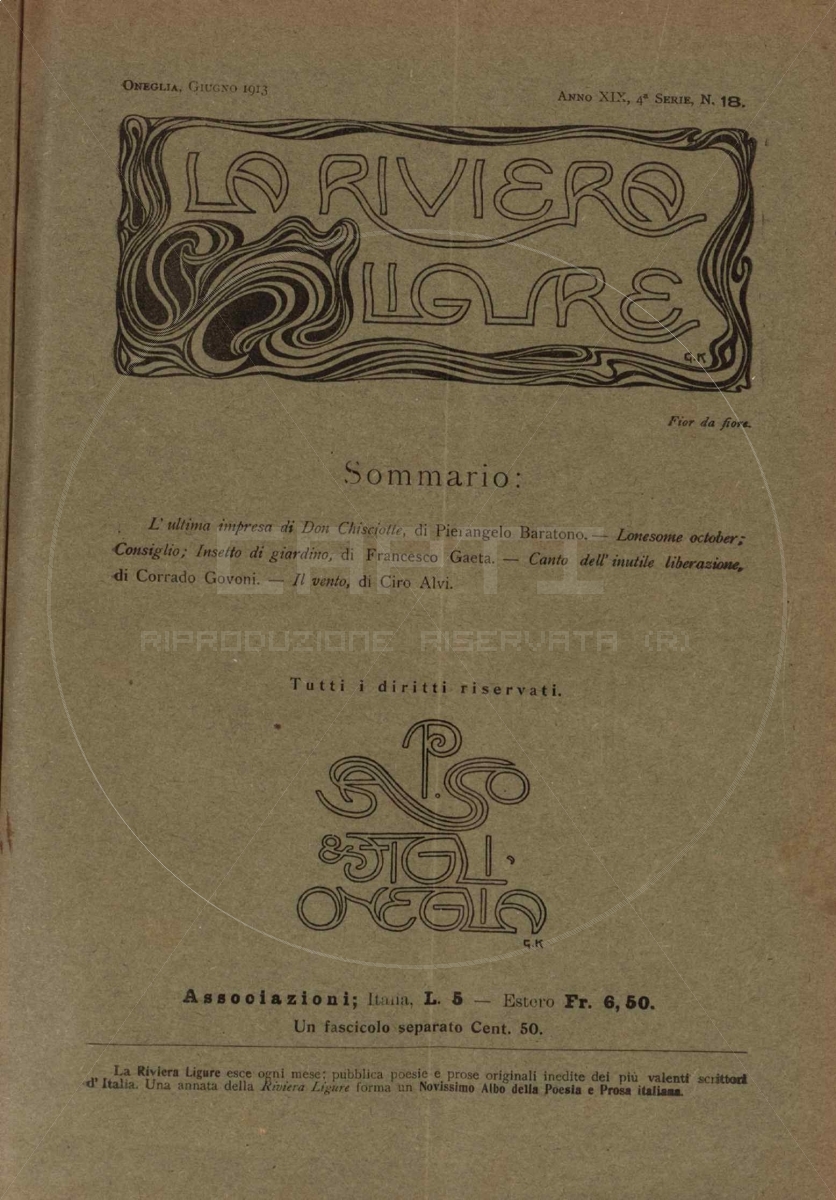 ONEGLIA, GIUGNO 1913
ANNO XIX, 4ª SERIE, N. 18.
LA RIVIERA
LIGURE
G.K
Fior da fiore.
Sommario:
L'ultima impresa di Don Chisciotte, di Pierangelo Baratono. — Lonesome october;
Consiglio; Insetto di giardino, di Francesco Gaeta. — Canto dell'inutile liberazione,
di Corrado Govoni. — Il vento, di Ciro Alvi.
RIPRODUZIONE RISERVATA (R)
Tutti i diritti riservati.
P.
SO
& FIGLI,
ONEGLIA
G.K
Associazioni; Italia, L. 5 — Estero Fr. 6,50.
Un fascicolo separato Cent. 50.
La Riviera Ligure esce ogni mese; pubblica poesie e prose originali inedite dei più valenti scrittori
d'Italia. Una annata della Riviera Ligure forma un Novissimo Albo della Poesia e Prosa italiana.